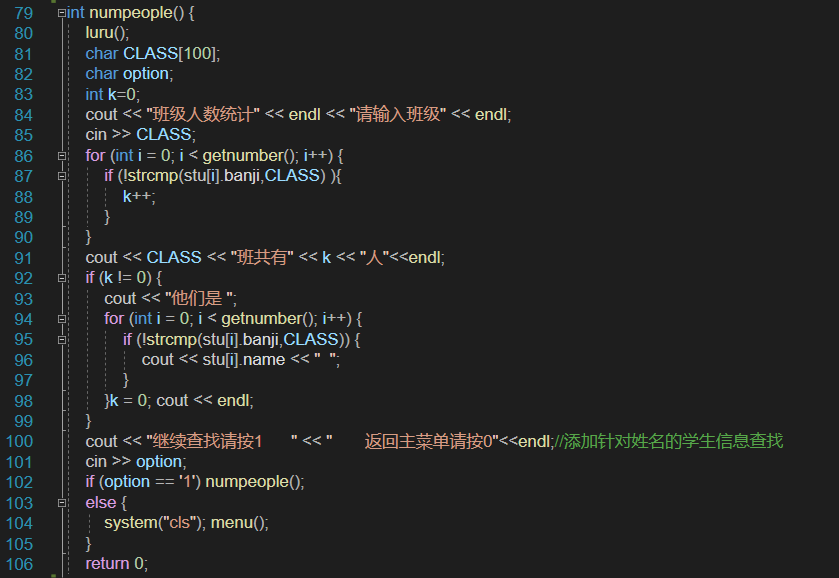 79 int numpeople() {
80 luru();
81 char CLASS[100];
82 char option;
83 int k=0;
84 cout << "班级人数统计" << endl << "请输入班级" << endl;
85 cin >> CLASS;
86 for (int i = 0; i < getnumber(); i++) {
87 if (!strcmp(stu[i].banji,CLASS) ){
88 k++;
89 }
90 }
91 cout << CLASS << "班共有" << k << "人"<<endl;
92 if (k != 0) {
93 cout << "他们是 ";
94 for (int i = 0; i < getnumber(); i++) {
95 if (!strcmp(stu[i].banji,CLASS)) {
96 cout << stu[i].name << "  ";
97 }
98 }k = 0; cout << endl;
99 }
100 cout << "继续查找请按1      " << "       返回主菜单请按0"<<endl;//添加针对姓名的学生信息查找
101 cin >> option;
102 if (option == '1') numpeople();
103 else {
104 system("cls"); menu();
105 }
106 return 0;